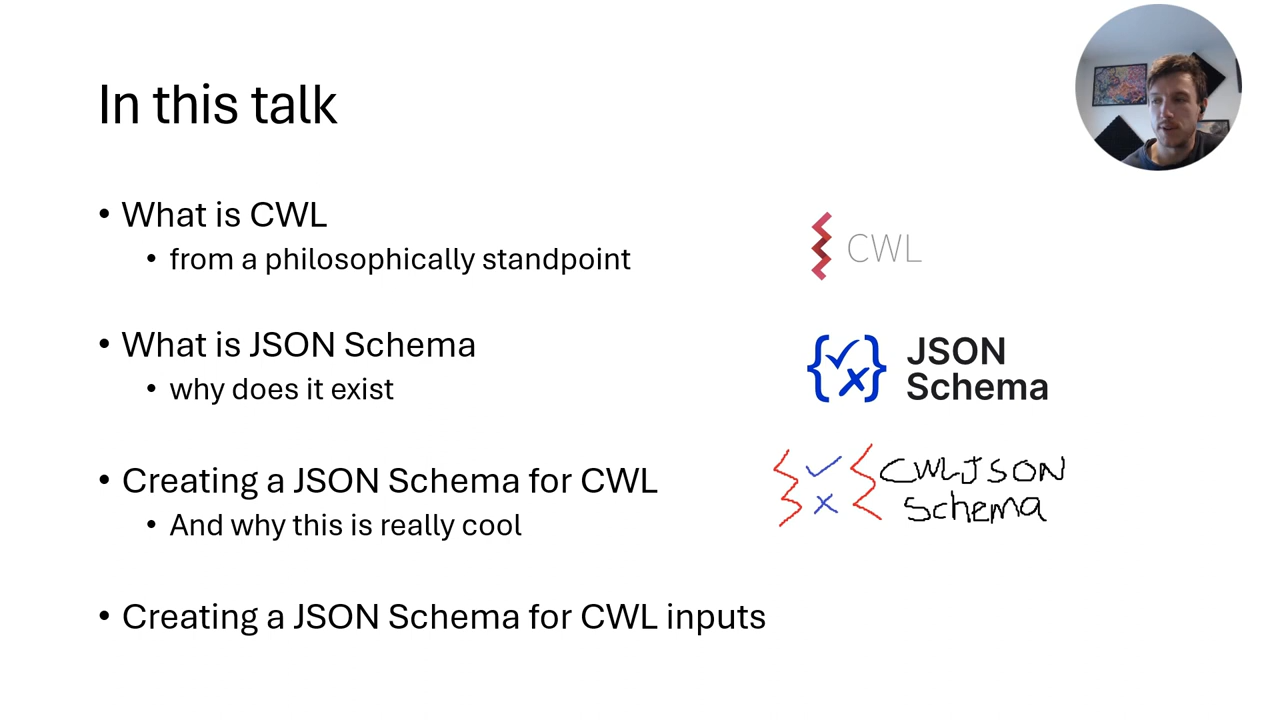 In this talk
• What is CWL
• from a philosophically standpoint
CWL
• What is JSON Schema
• why does it exist
JSON
Schema
• Creating a JSON Schema for CWL
• And why this is really cool
CWLJSON
Schema
• Creating a JSON Schema for CWL inputs